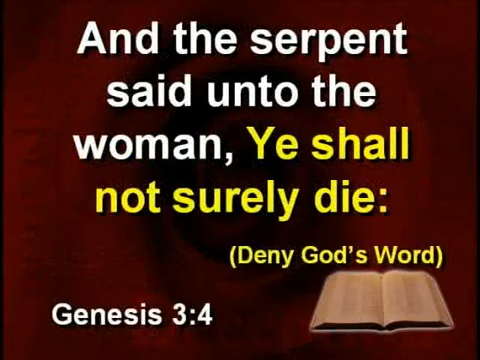 And the serpent
said unto the
woman, Ye shall
not surely die:
(Deny God's Word)
Genesis 3:4